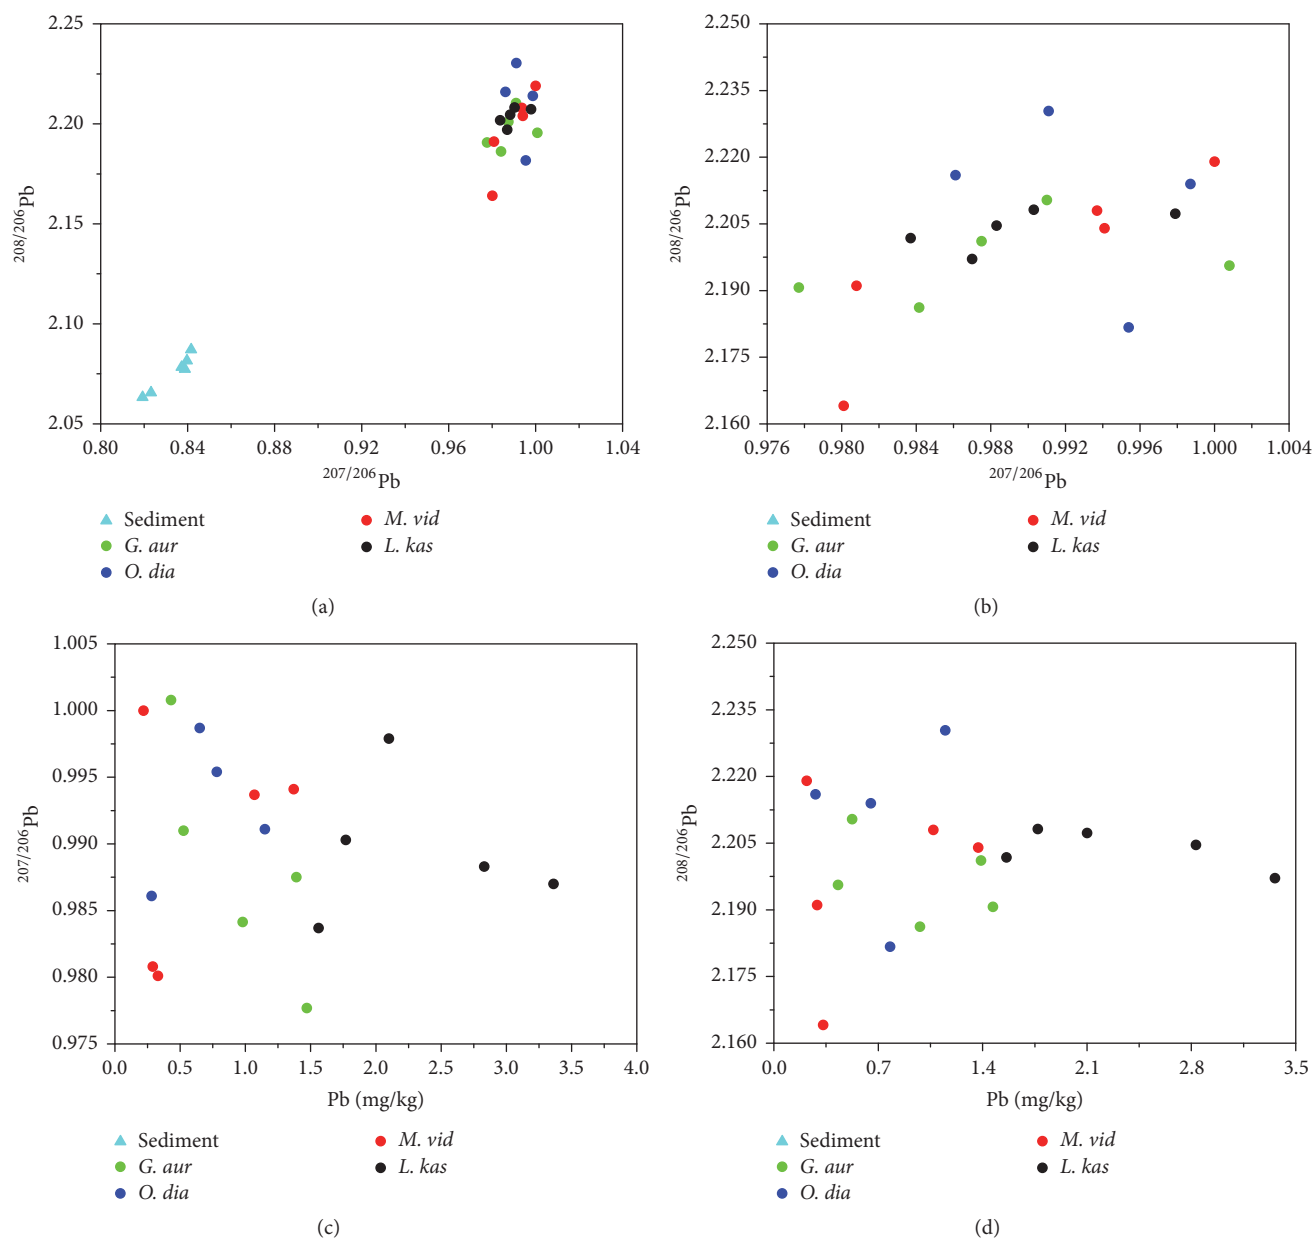 2.25
2.20
2.15
2.10
2.05
208/206Pb
0.80 0.84 0.88 0.92 0.96 1.00 1.04
207/206Pb
Sediment
G. aur
O. dia
M. vid
L. kas
(a)
2.250
2.235
2.220
2.205
2.190
2.175
2.160
208/206Pb
0.976 0.980 0.984 0.988 0.992 0.996 1.000 1.004
207/206Pb
Sediment
G. aur
O. dia
M. vid
L. kas
(b)
1.005
1.000
0.995
0.990
0.985
0.980
0.975
207/206Pb
0.0 0.5 1.0 1.5 2.0 2.5 3.0 3.5 4.0
Pb (mg/kg)
Sediment
G. aur
O. dia
M. vid
L. kas
(c)
2.250
2.235
2.220
2.205
2.190
2.175
2.160
208/206Pb
0.0 0.7 1.4 2.1 2.8 3.5
Pb (mg/kg)
Sediment
G. aur
O. dia
M. vid
L. kas
(d)